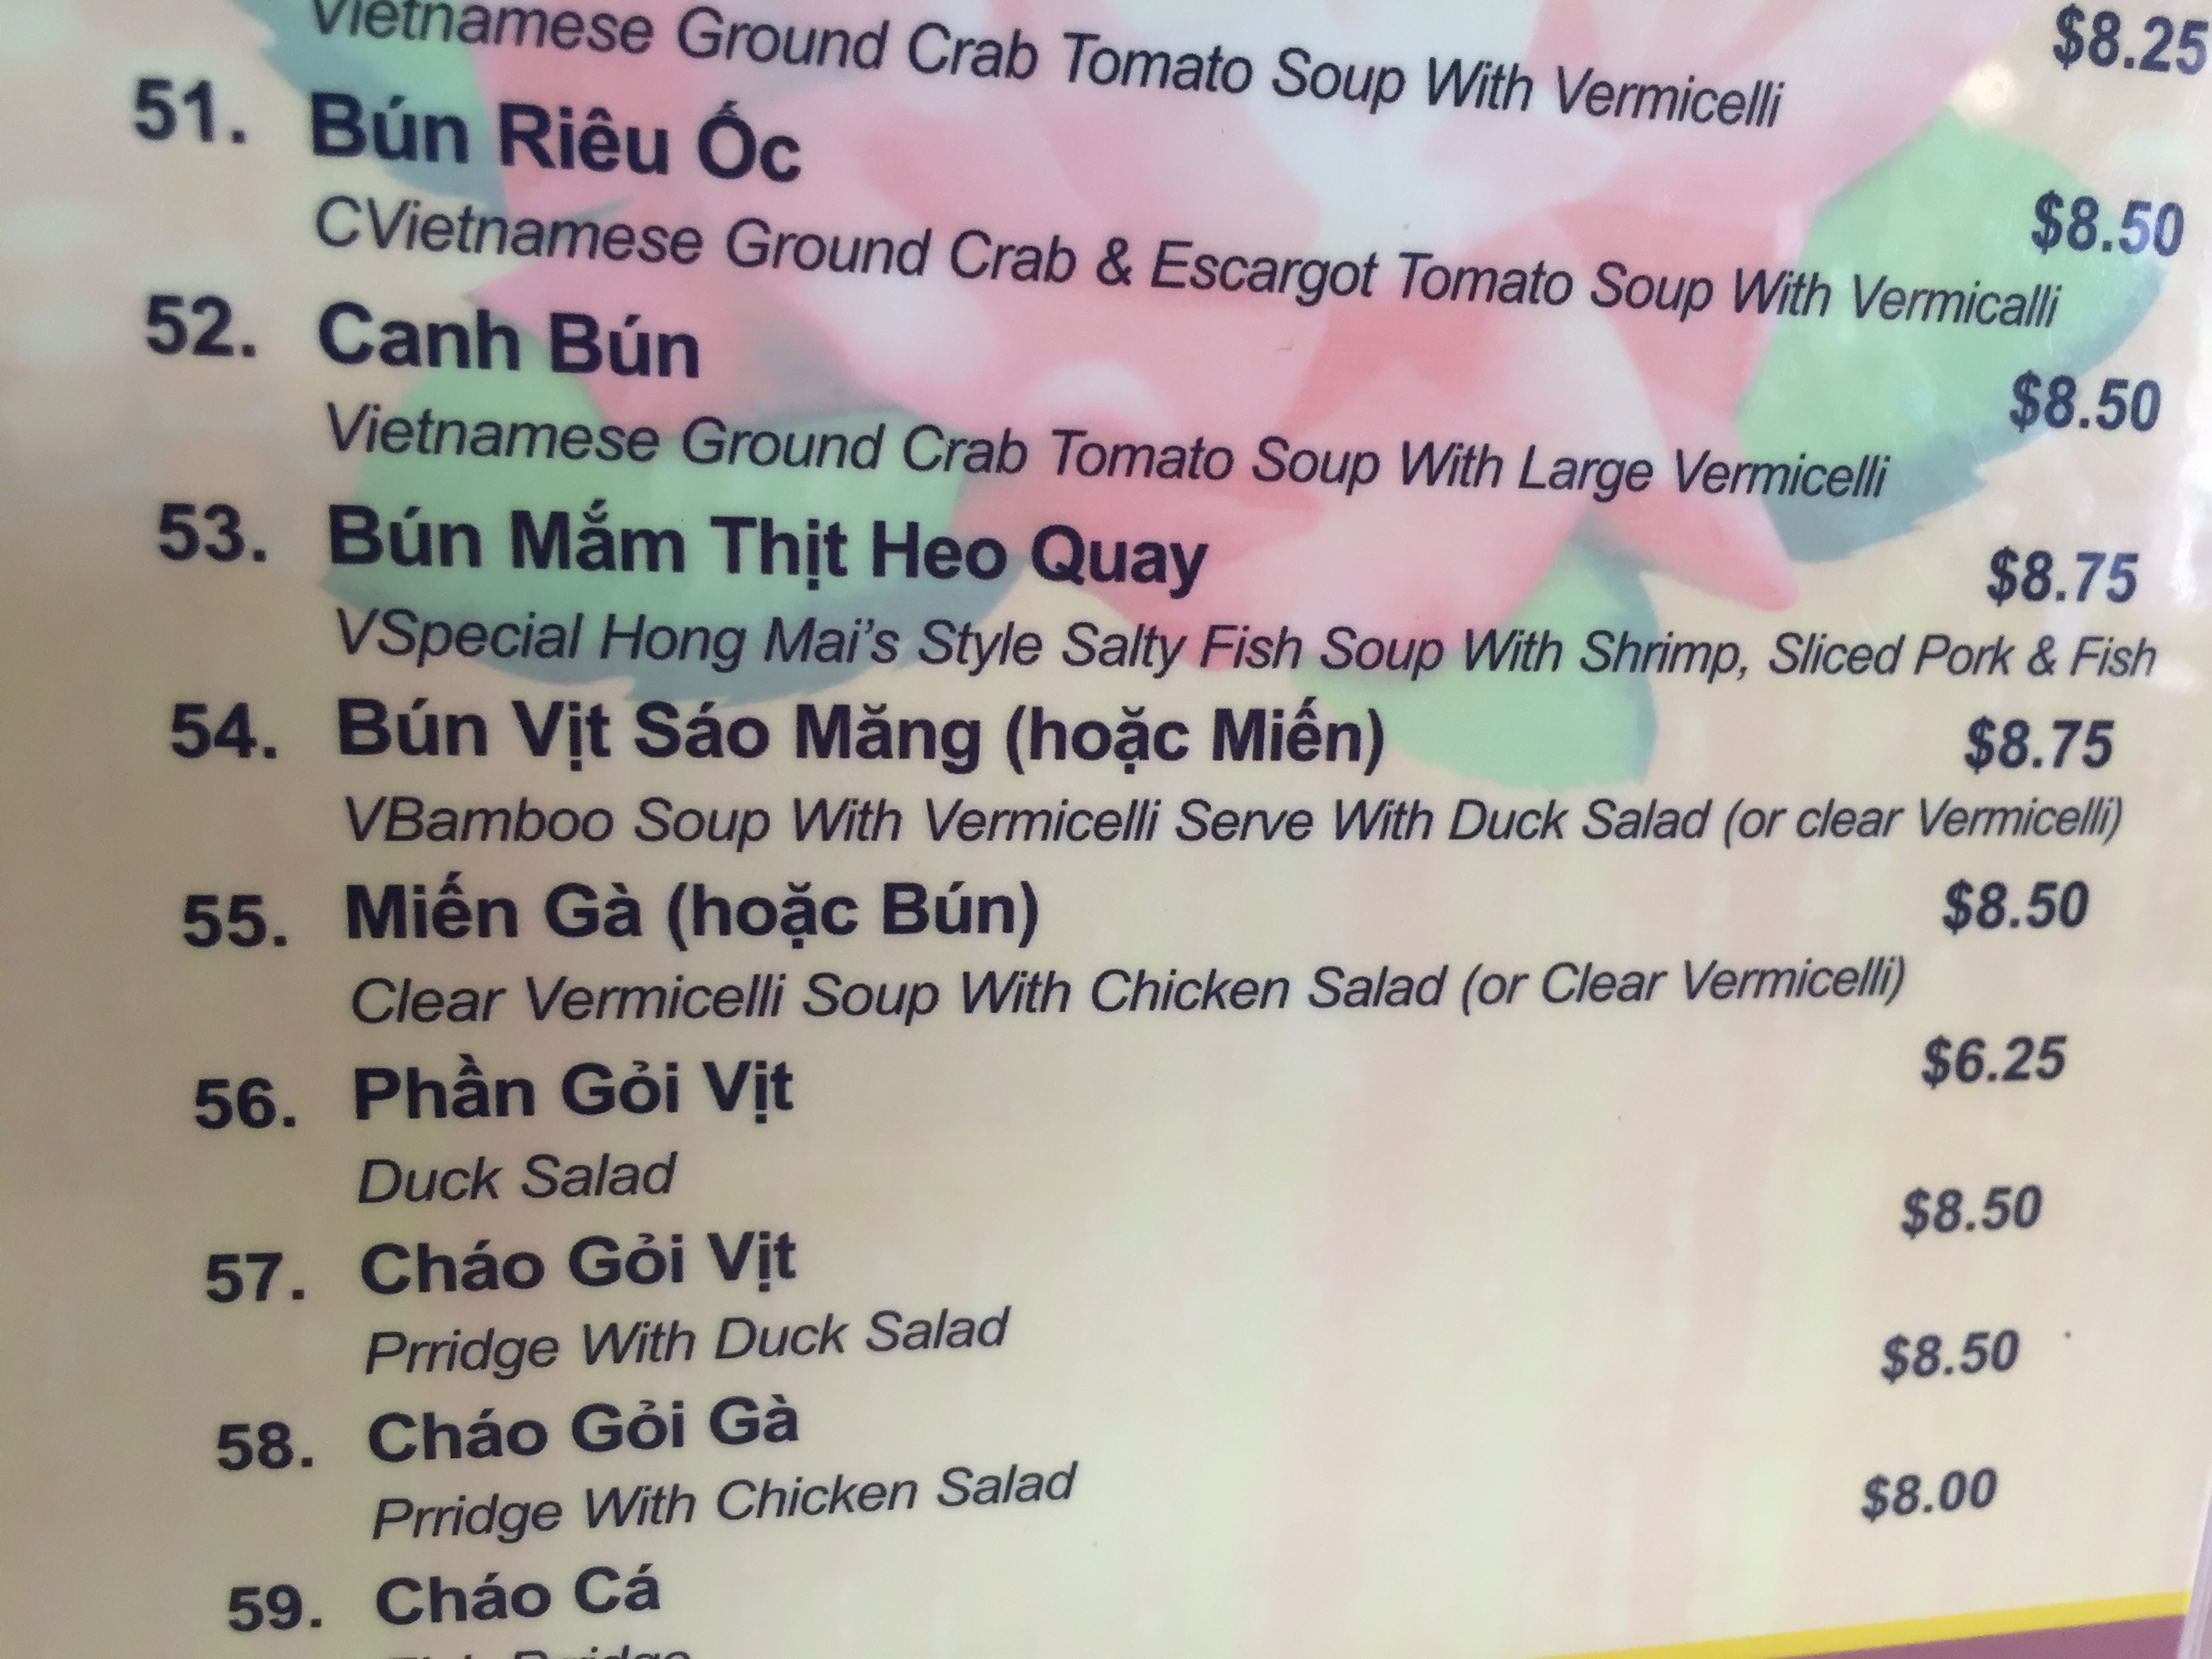 Vietnamese Ground Crab Tomato Soup With Vermicelli
$8.25
51. Bún Riêu Ốc
$8.50
CVietnamese Ground Crab & Escargot Tomato Soup With Vermicalli
52. Canh Bún
$8.50
Vietnamese Ground Crab Tomato Soup With Large Vermicelli
53. Bún Mắm Thịt Heo Quay
$8.75
VSpecial Hong Mai's Style Salty Fish Soup With Shrimp, Sliced Pork & Fish
54. Bún Vịt Sáo Măng (hoặc Miến)
$8.75
VBamboo Soup With Vermicelli Serve With Duck Salad (or clear Vermicelli)
55. Miến Gà (hoặc Bún)
$8.50
Clear Vermicelli Soup With Chicken Salad (or Clear Vermicelli)
56. Phần Gỏi Vịt
$6.25
Duck Salad
57. Cháo Gỏi Vịt
$8.50
Prridge With Duck Salad
58. Cháo Gỏi Gà
$8.50
Prridge With Chicken Salad
59. Cháo Cá
$8.00